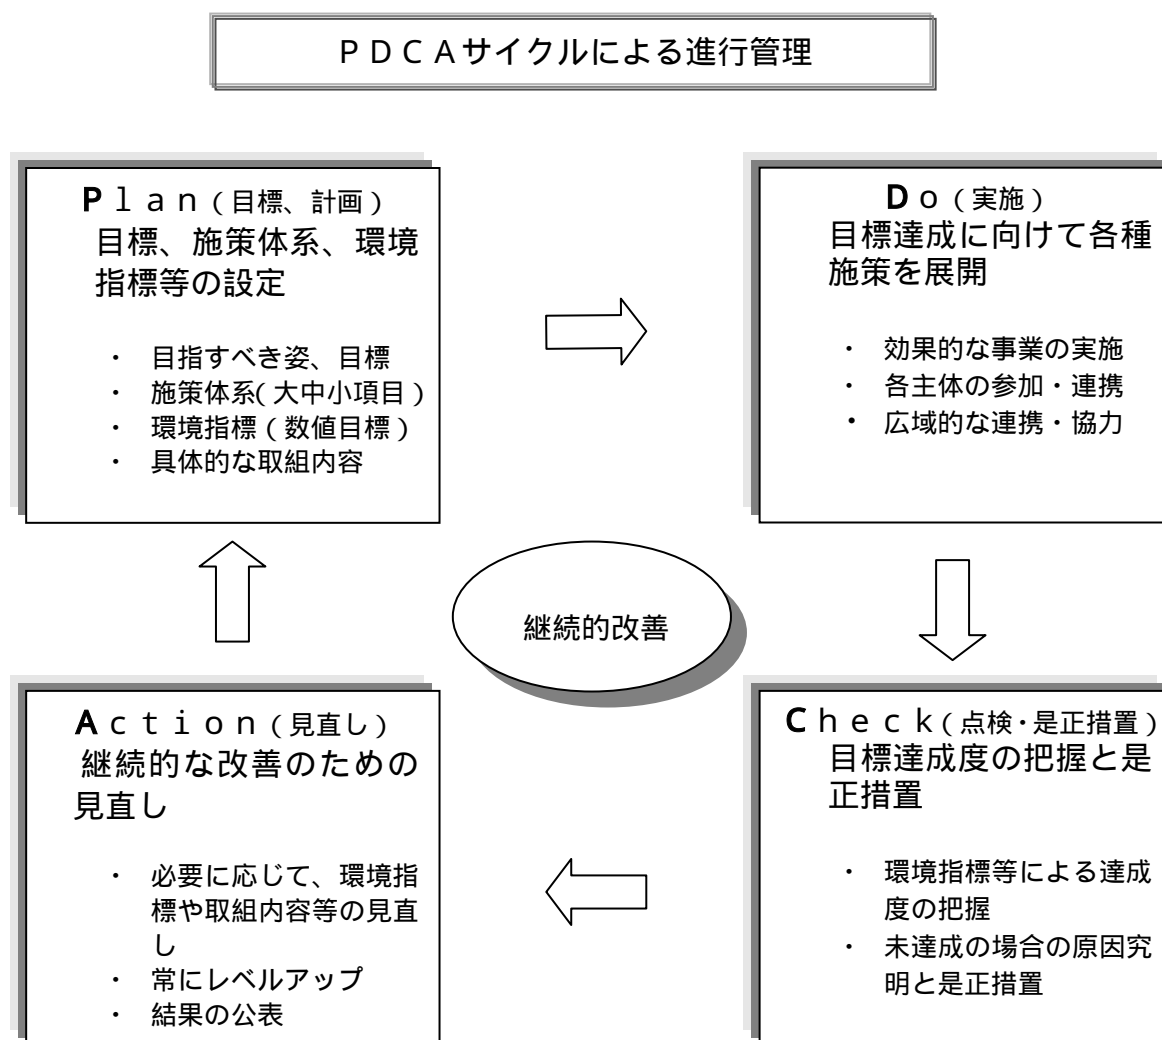 ＰＤＣＡサイクルによる進行管理
Ｐｌａｎ（目標、計画）
目標、施策体系、環境
指標等の設定
・ 目指すべき姿、目標
・ 施策体系（大中小項目）
・ 環境指標（数値目標）
・ 具体的な取組内容
Ｄｏ（実施）
目標達成に向けて各種
施策を展開
・ 効果的な事業の実施
・ 各主体の参加・連携
・ 広域的な連携・協力
継続的改善
Ａｃｔｉｏｎ（見直し）
継続的な改善のための
見直し
・ 必要に応じて、環境指
標や取組内容等の見直
し
・ 常にレベルアップ
・ 結果の公表
Ｃｈｅｃｋ（点検・是正措置）
目標達成度の把握と是
正措置
・ 環境指標等による達成
度の把握
・ 未達成の場合の原因究
明と是正措置